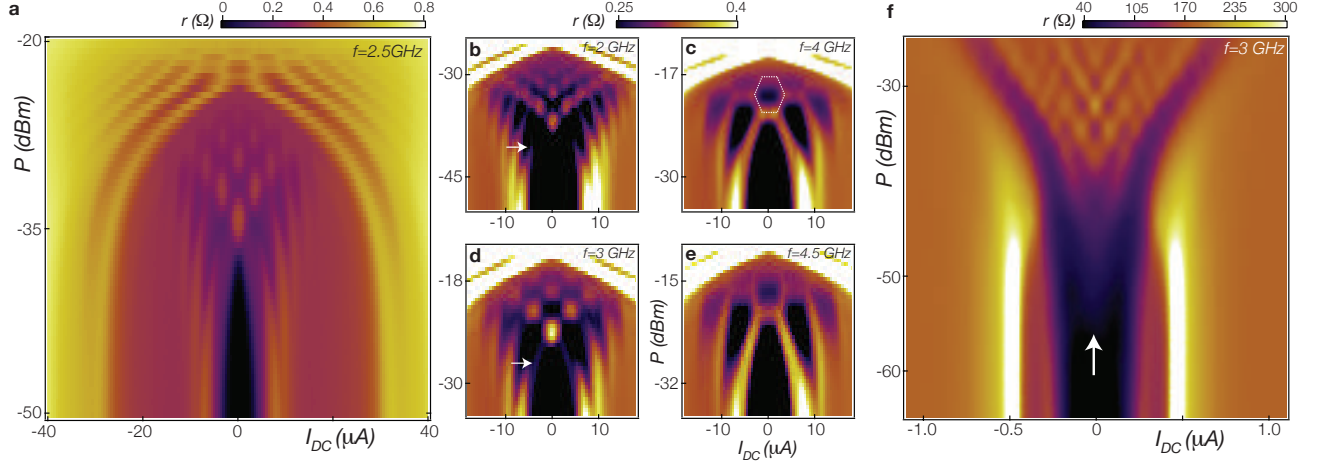 a
r (Ω)
0 0.2 0.4 0.6 0.8
f=2.5GHz
P (dBm)
-20
-35
-50
-40 -20 0 20 40
I_DC (μA)
r (Ω)
0.25 0.4
b
f=2 GHz
-30
-45
-10 0 10
c
f=4 GHz
-17
-30
-10 0 10
d
f=3 GHz
-18
-30
-10 0 10
e
f=4.5 GHz
P (dBm)
-15
-32
-10 0 10
I_DC (μA)
f
r (Ω)
40 105 170 235 300
f=3 GHz
P (dBm)
-30
-40
-50
-60
-1.0 -0.5 0 0.5 1.0
I_DC (μA)